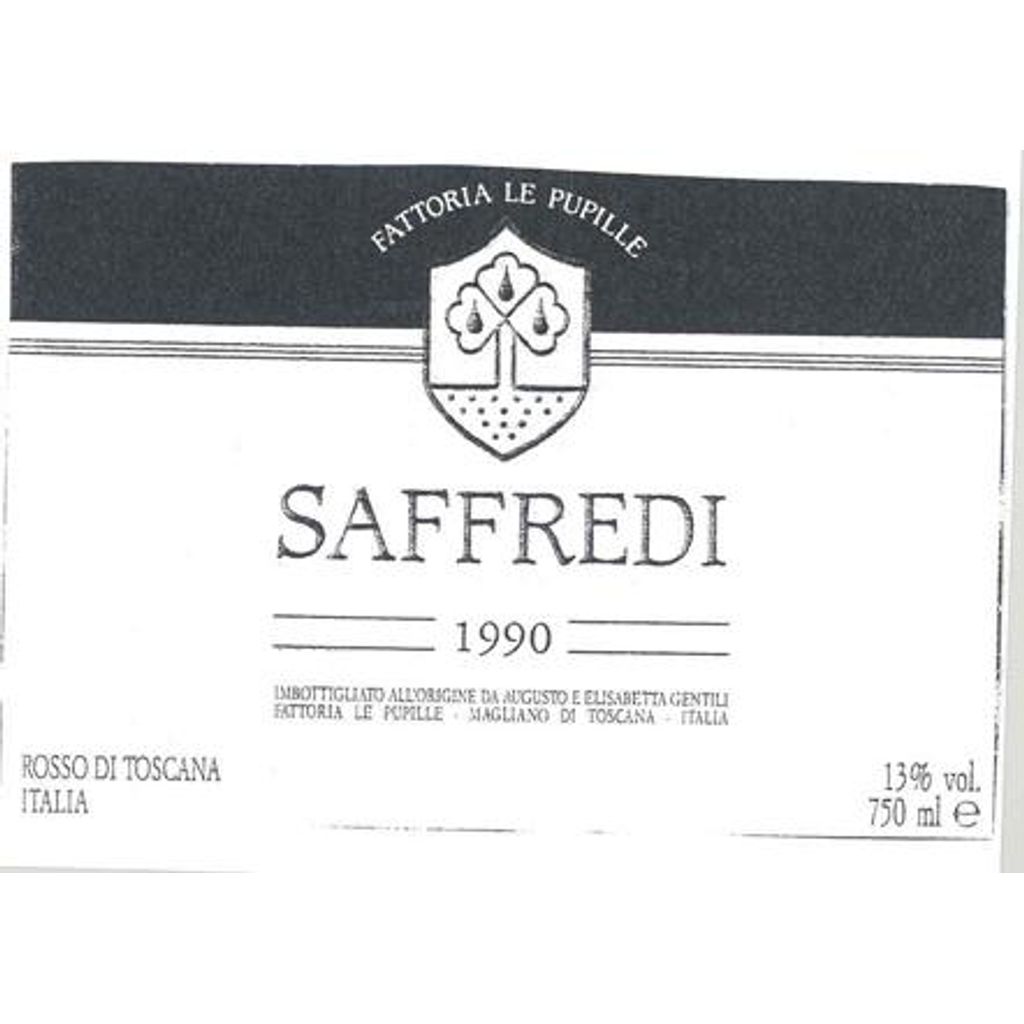 FATTORIA LE PUPILLE
SAFFREDI
1990
IMBOTTIGLIATO ALL'ORIGINE DA AUGUSTO E ELISABETTA GENTILI
FATTORIA LE PUPILLE - MAGLIANO DI TOSCANA - ITALIA
ROSSO DI TOSCANA
ITALIA
13% vol.
750 ml ℮